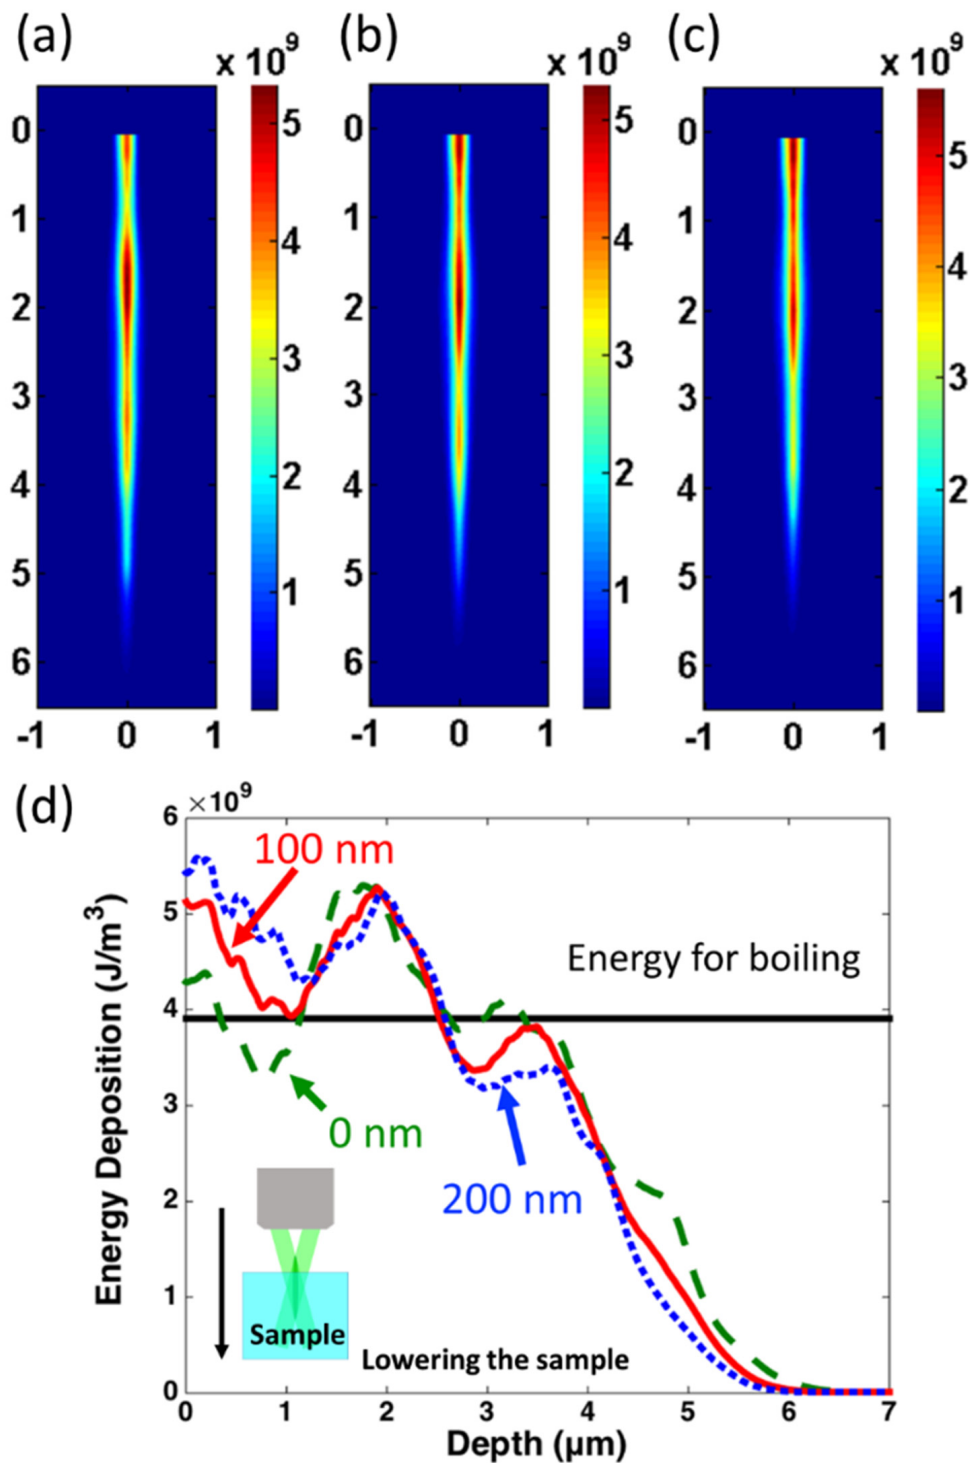 (a)
(b)
(c)
x 10⁹
x 10⁹
x 10⁹
0
1
2
3
4
5
6
-1 0 1
5
4
3
2
1
0
1
2
3
4
5
6
-1 0 1
5
4
3
2
1
0
1
2
3
4
5
6
-1 0 1
5
4
3
2
1
(d)
×10⁹
6
5
4
3
2
1
0
Energy Deposition (J/m³)
100 nm
Energy for boiling
0 nm
200 nm
Sample
Lowering the sample
0 1 2 3 4 5 6 7
Depth (μm)